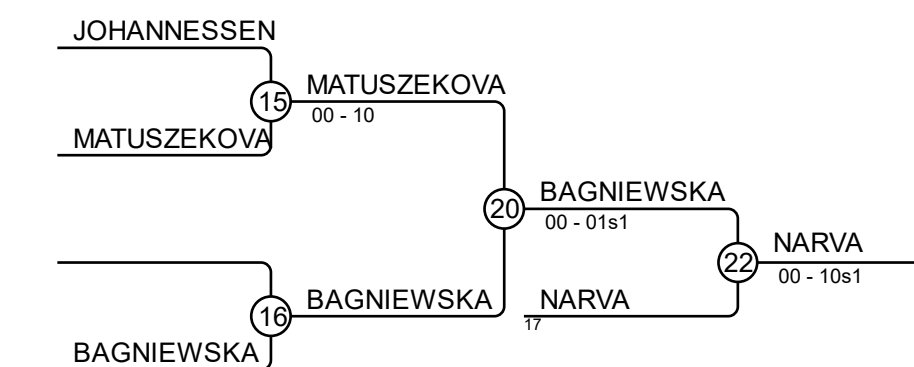 JOHANNESSEN
15
MATUSZEKOVA
00 - 10
MATUSZEKOVA
20
BAGNIEWSKA
00 - 01s1
22
NARVA
00 - 10s1
16
BAGNIEWSKA
NARVA
17
BAGNIEWSKA